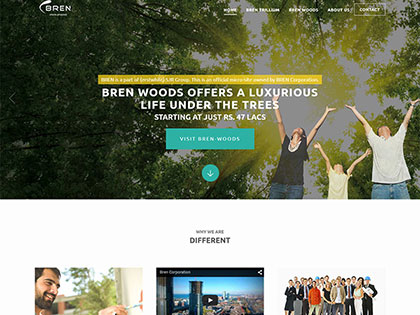 BREN
HOME BREN TRILLIUM BREN WOODS ABOUT US CONTACT
BREN is a part of (erstwhile) SJR Group. This is an official micro-site owned by BREN Corporation.
BREN WOODS OFFERS A LUXURIOUS
LIFE UNDER THE TREES
STARTING AT JUST RS. 47 LACS
VISIT BREN-WOODS
WHY WE ARE
DIFFERENT
Bren Corporation